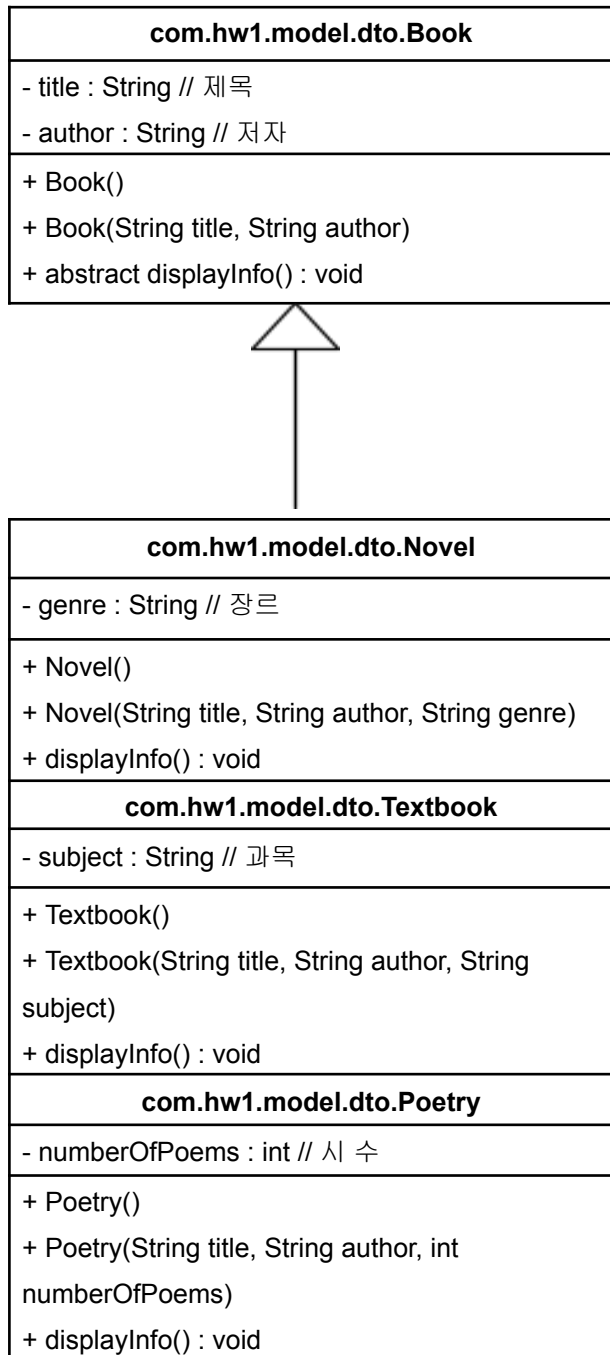 com.hw1.model.dto.Book
- title : String // 제목
- author : String // 저자
+ Book()
+ Book(String title, String author)
+ abstract displayInfo() : void
com.hw1.model.dto.Novel
- genre : String // 장르
+ Novel()
+ Novel(String title, String author, String genre)
+ displayInfo() : void
com.hw1.model.dto.Textbook
- subject : String // 과목
+ Textbook()
+ Textbook(String title, String author, String
subject)
+ displayInfo() : void
com.hw1.model.dto.Poetry
- numberOfPoems : int // 시 수
+ Poetry()
+ Poetry(String title, String author, int
numberOfPoems)
+ displayInfo() : void